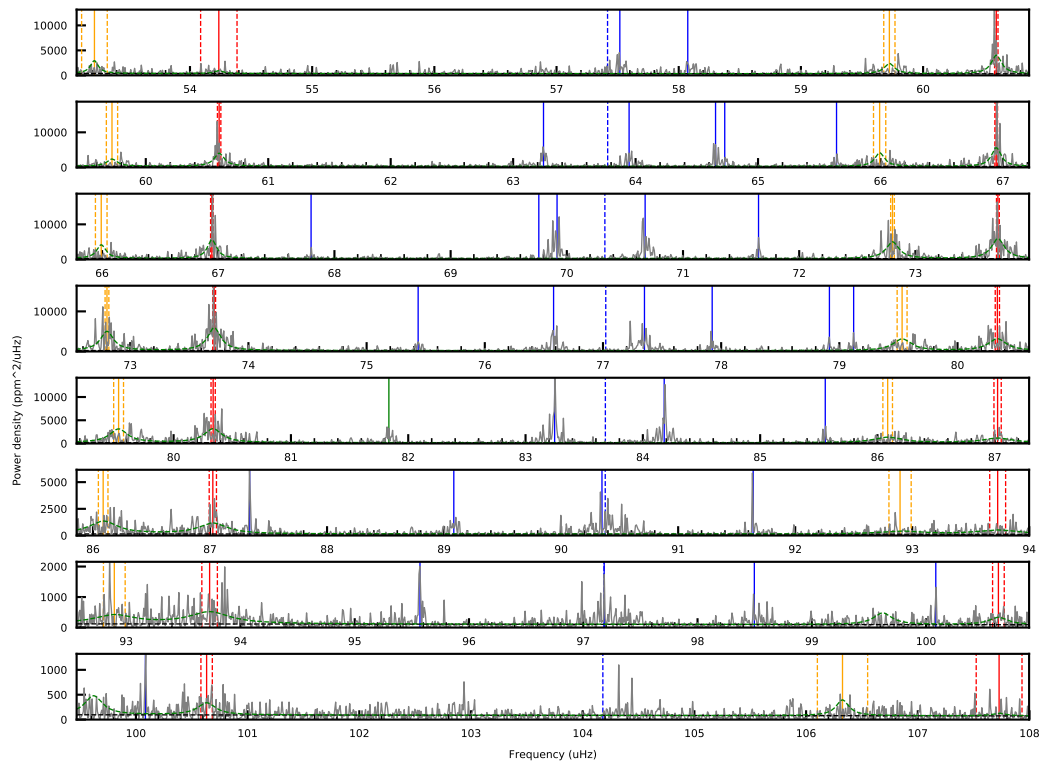 10000
5000
0
54 55 56 57 58 59 60
10000
0
60 61 62 63 64 65 66 67
10000
0
66 67 68 69 70 71 72 73
10000
0
73 74 75 76 77 78 79 80
Power density (ppm^2/uHz)
10000
5000
0
80 81 82 83 84 85 86 87
5000
2500
0
86 87 88 89 90 91 92 93 94
2000
1000
0
93 94 95 96 97 98 99 100
1000
500
0
100 101 102 103 104 105 106 107 108
Frequency (uHz)